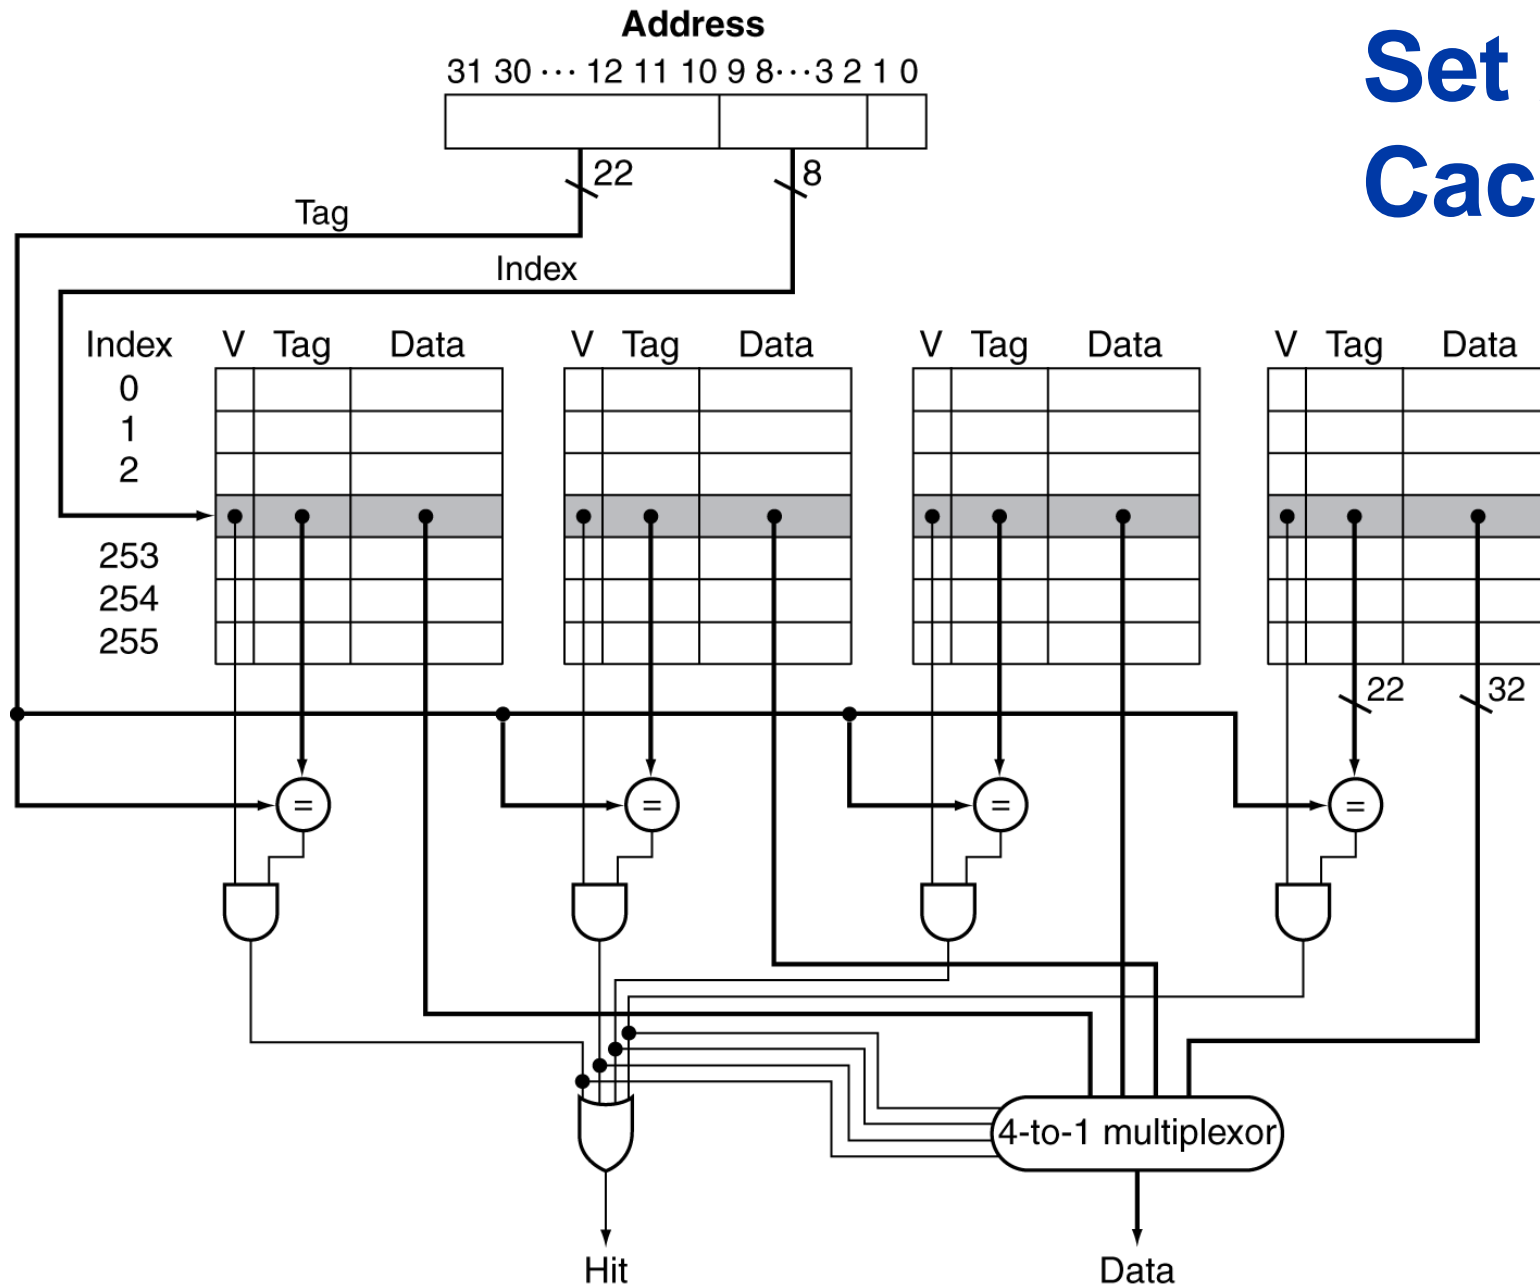 Address
Set
Cac
31 30 ··· 12 11 10 9 8···3 2 1 0
22
8
Tag
Index
Index V Tag Data V Tag Data V Tag Data V Tag Data
0
1
2
253
254
255
22 32
= = = =
4-to-1 multiplexor
Hit Data